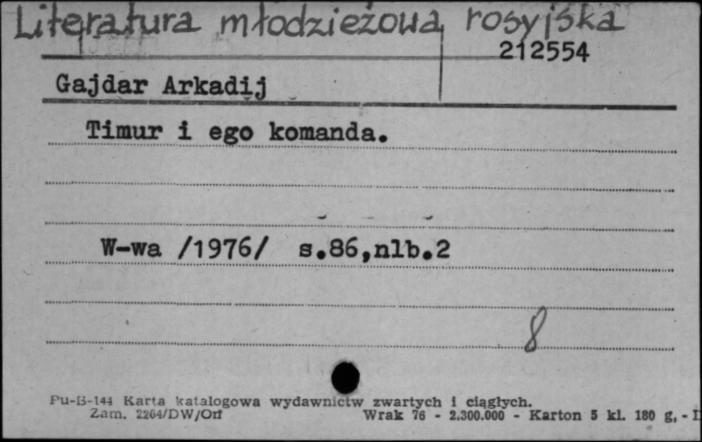 Literatura młodzieżowa rosyjska
212554
Gajdar Arkadij
Timur i ego komanda.
W-wa /1976/ s.86,nlb.2
8
Pu-B-144 Karta katalogowa wydawnictw zwartych i ciągłych.
Zam. 2264/DW/Orf Wrak 76 - 2.300.000 - Karton 5 kl. 180 g, -